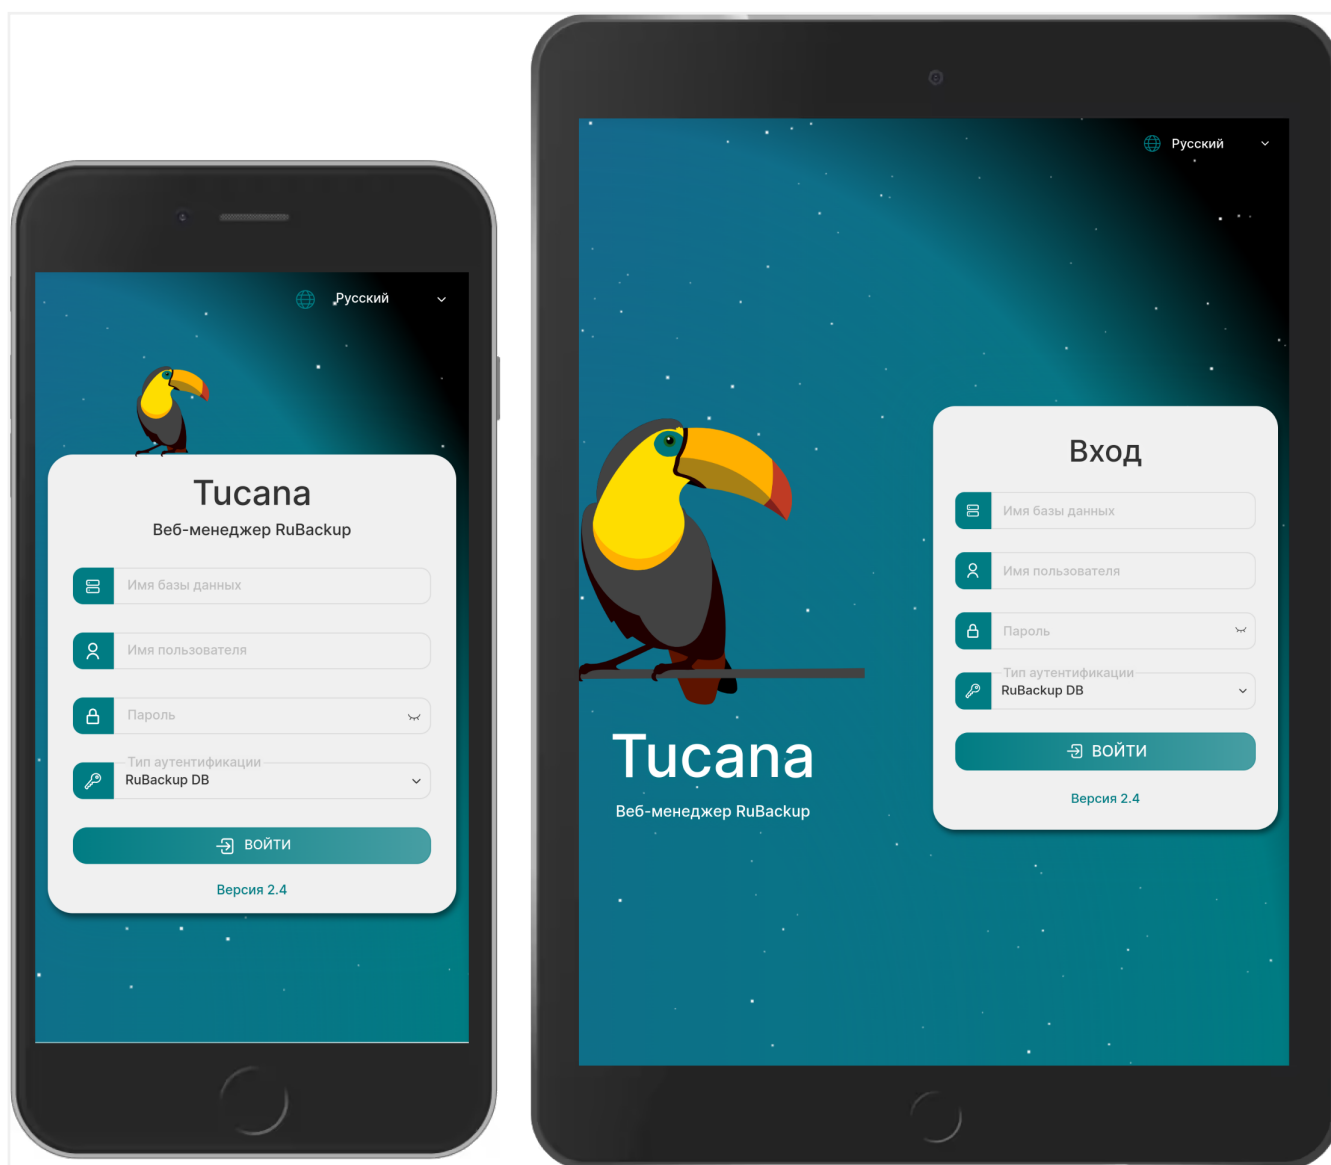 Русский
Tucana
Веб-менеджер RuBackup
Имя базы данных
Имя пользователя
Пароль
Тип аутентификации
RuBackup DB
ВОЙТИ
Версия 2.4
Русский
Tucana
Веб-менеджер RuBackup
Вход
Имя базы данных
Имя пользователя
Пароль
Тип аутентификации
RuBackup DB
ВОЙТИ
Версия 2.4